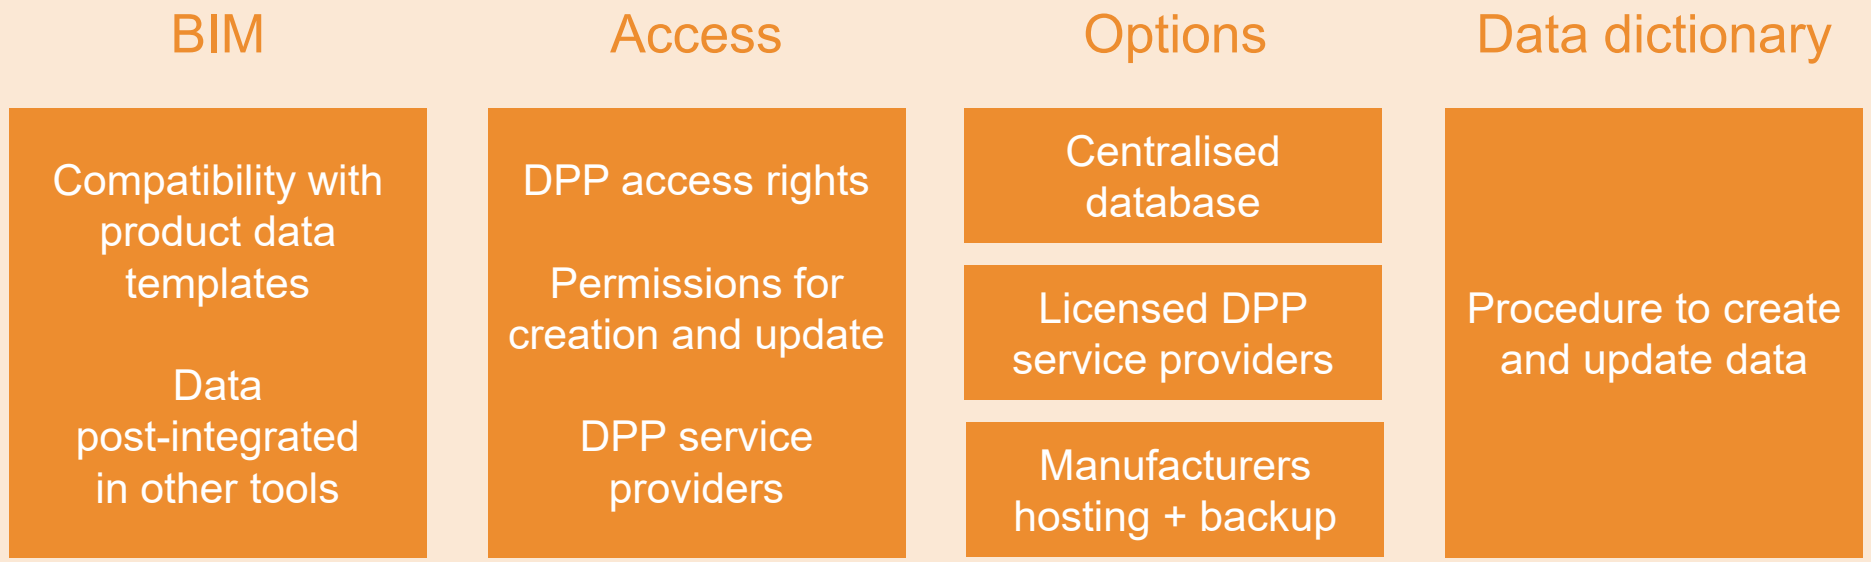 BIM
Compatibility with
product data
templates
Data
post-integrated
in other tools
Access
DPP access rights
Permissions for
creation and update
DPP service
providers
Options
Centralised
database
Licensed DPP
service providers
Manufacturers
hosting + backup
Data dictionary
Procedure to create
and update data